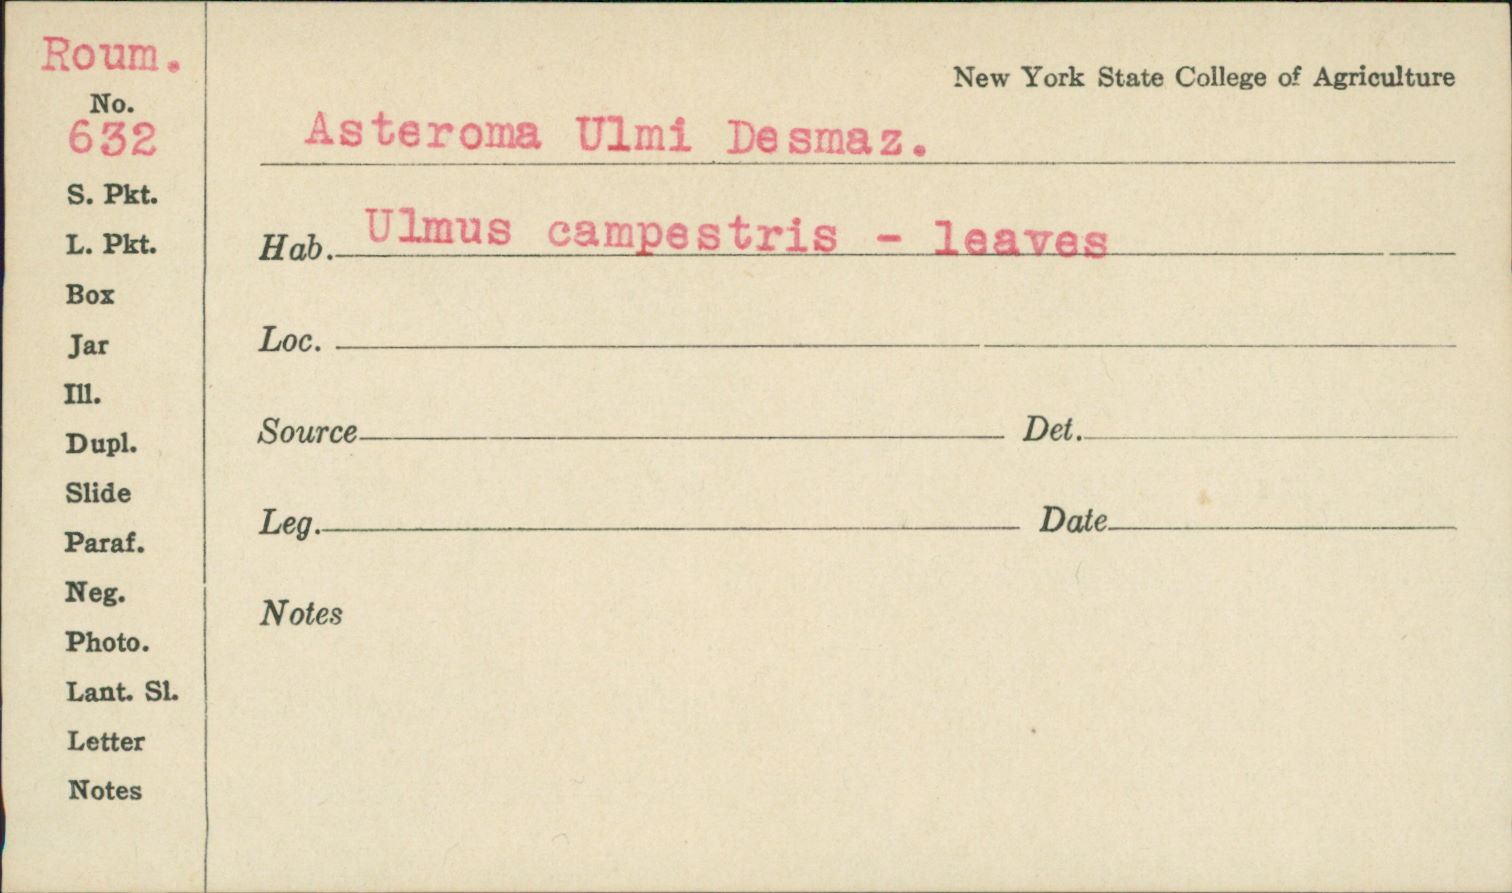 Roum.
No.
632
S. Pkt.
L. Pkt.
Box
Jar
Ill.
Dupl.
Slide
Paraf.
Neg.
Photo.
Lant. Sl.
Letter
Notes
New York State College of Agriculture
Asteroma Ulmi Desmaz.
Hab. Ulmus campestris - leaves
Loc.
Source Det.
Leg. Date
Notes